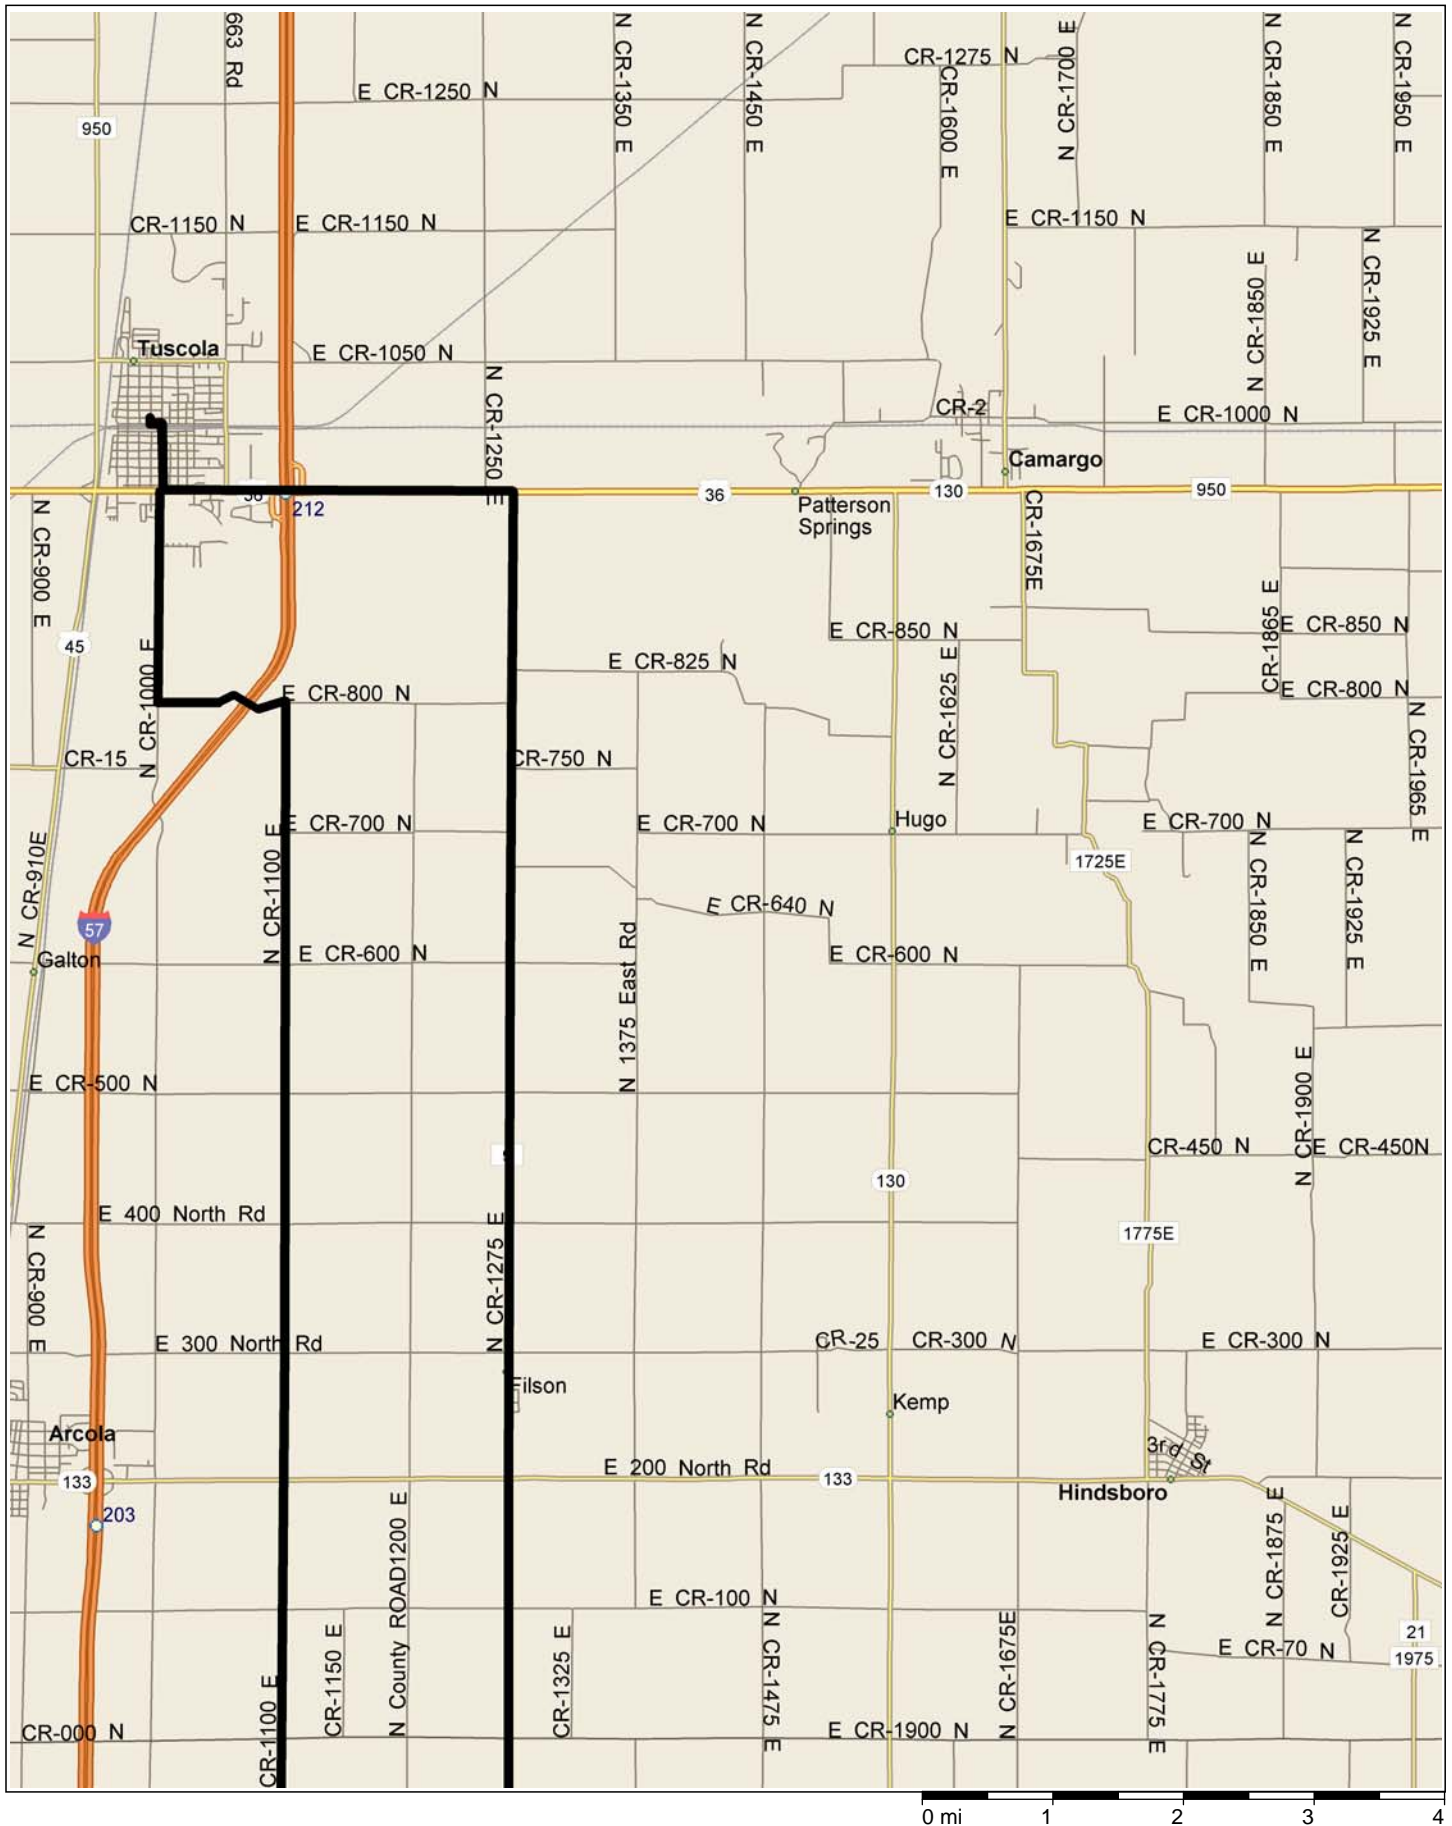 663 Rd
N CR-1350 E
N CR-1450 E
CR-1275 N
N CR-1700 E
N CR-1850 E
N CR-1950 E
E CR-1250 N
CR-1600 E
950
CR-1150 N
E CR-1150 N
E CR-1150 N
N CR-1850 E
N CR-1925 E
Tuscola
E CR-1050 N
N CR-1250 E
CR-2
E CR-1000 N
Camargo
36
36
130
950
212
Patterson
Springs
N CR-900 E
CR-1675E
CR-1865 E
45
N CR-1000 E
E CR-850 N
E CR-850 N
E CR-825 N
N CR-1625 E
E CR-800 N
E CR-800 N
CR-15
CR-750 N
N CR-1965 E
N CR-910E
N CR-1100 E
E CR-700 N
E CR-700 N
Hugo
E CR-700 N
1725E
N CR-1850 E
N CR-1925 E
E CR-640 N
57
Galton
E CR-600 N
N 1375 East Rd
E CR-600 N
E CR-500 N
N CR-1900 E
CR-450 N
E CR-450N
130
E 400 North Rd
N CR-1275 E
1775E
N CR-900 E
E 300 North Rd
CR-25
CR-300 N
E CR-300 N
Filson
Kemp
Arcola
3rd St
133
E 200 North Rd
133
Hindsboro
203
N County ROAD1200 E
N CR-1875 E
CR-1925 E
E CR-100 N
CR-1150 E
CR-1325 E
N CR-1475 E
N CR-1675E
N CR-1775 E
E CR-70 N
21
1975
CR-1100 E
CR-000 N
E CR-1900 N
0 mi
1
2
3
4